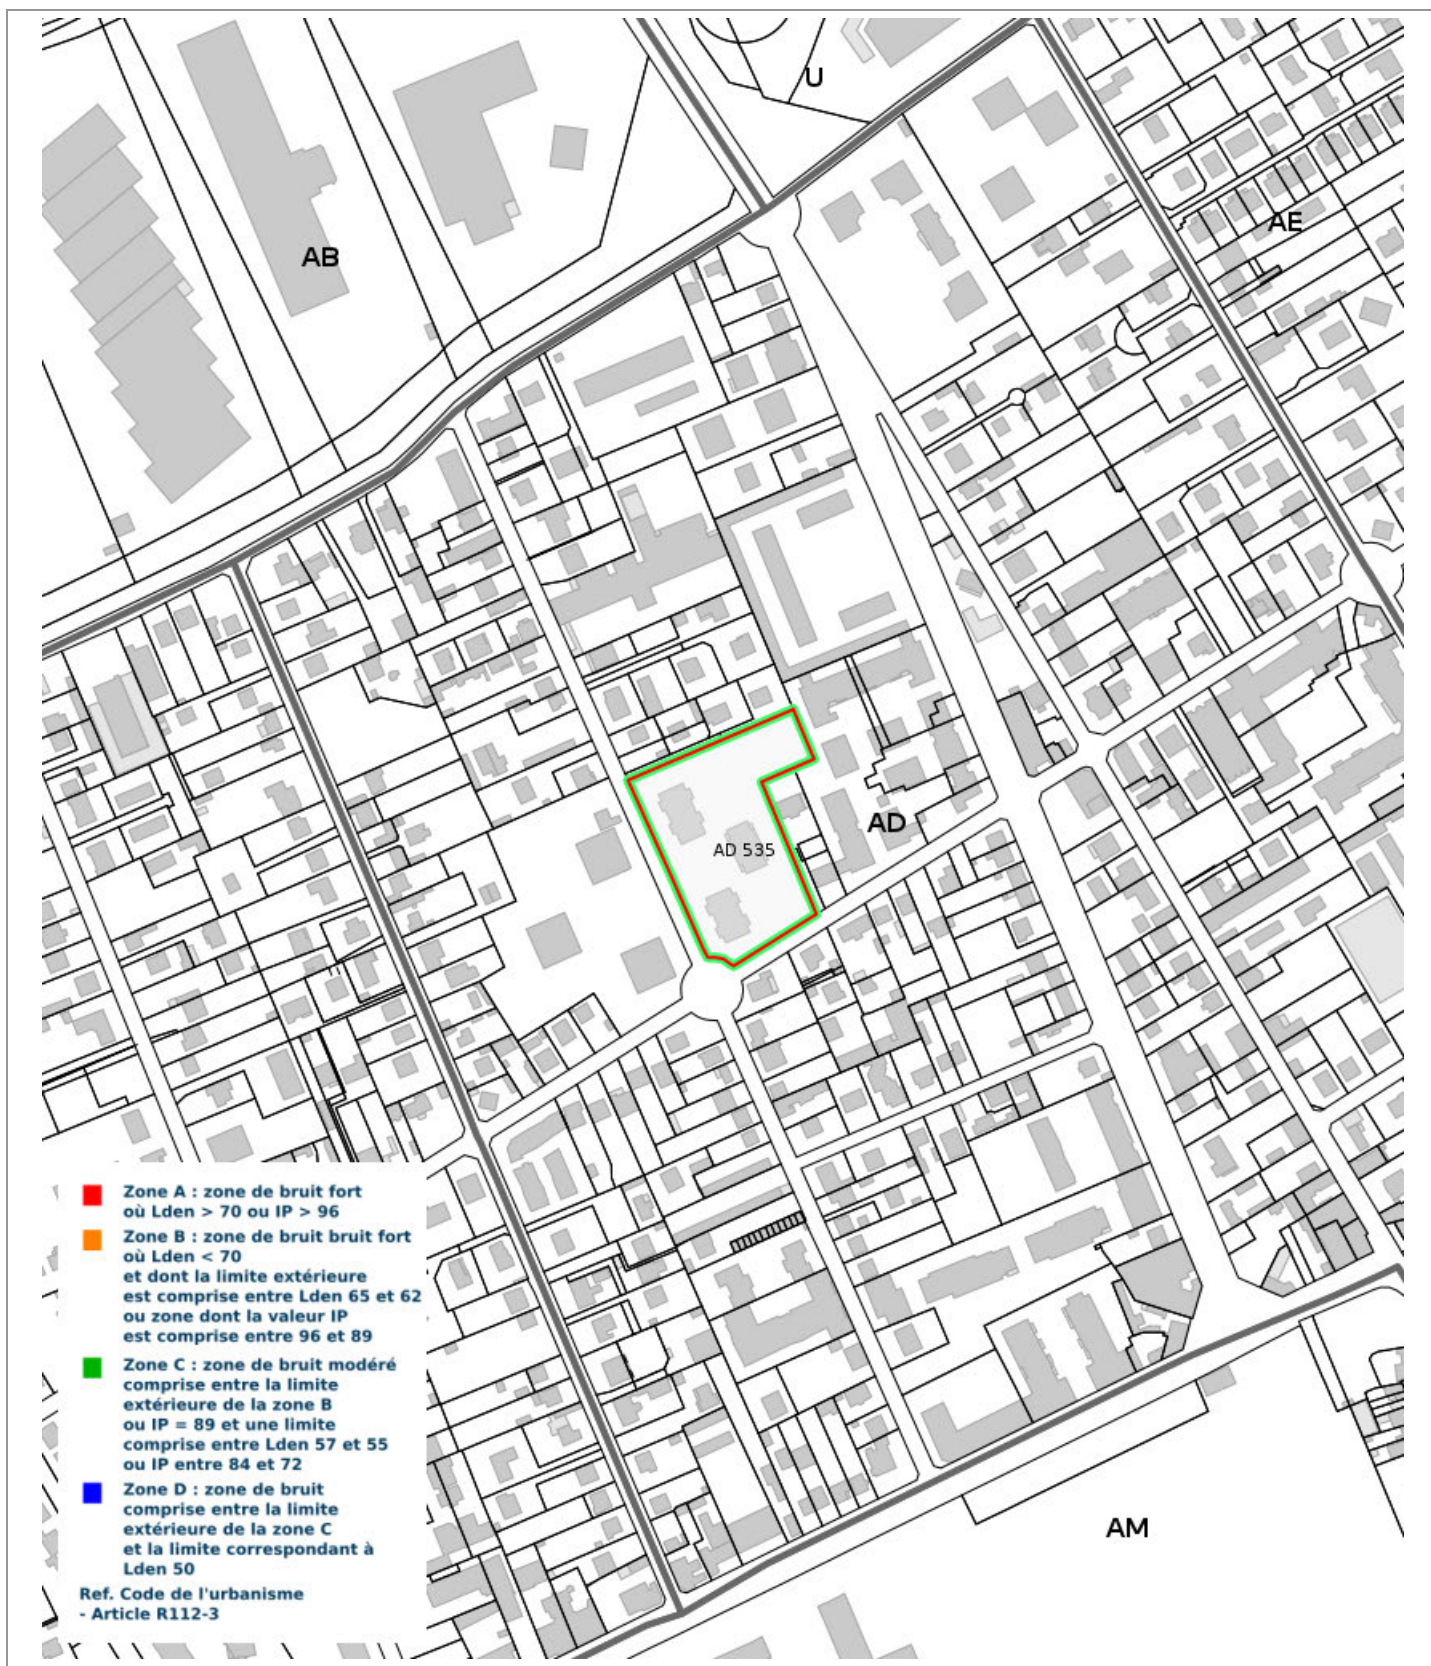 U
AE
AB
AD
AD 535
Zone A : zone de bruit fort
où Lden > 70 ou IP > 96
Zone B : zone de bruit bruit fort
où Lden < 70
et dont la limite extérieure
est comprise entre Lden 65 et 62
ou zone dont la valeur IP
est comprise entre 96 et 89
Zone C : zone de bruit modéré
comprise entre la limite
extérieure de la zone B
ou IP = 89 et une limite
comprise entre Lden 57 et 55
ou IP entre 84 et 72
Zone D : zone de bruit
comprise entre la limite
extérieure de la zone C
et la limite correspondant à
Lden 50
Ref. Code de l'urbanisme
- Article R112-3
AM